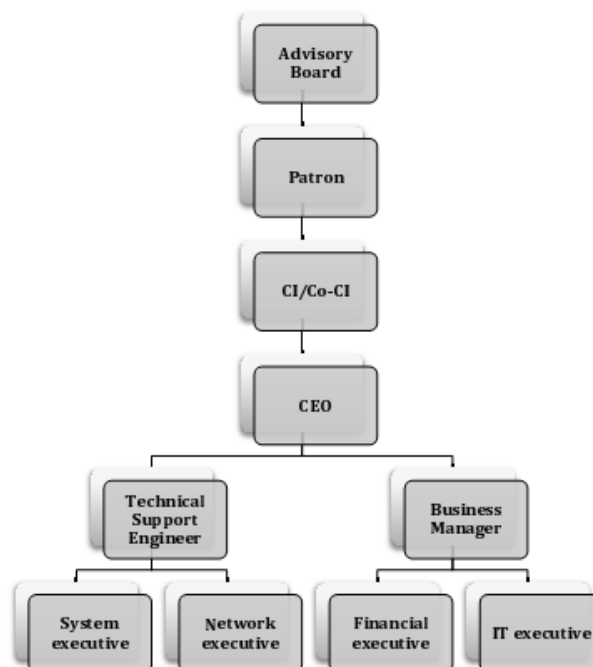 Advisory
Board
Patron
CI/Co-CI
CEO
Technical
Support
Engineer
Business
Manager
System
executive
Network
executive
Financial
executive
IT executive